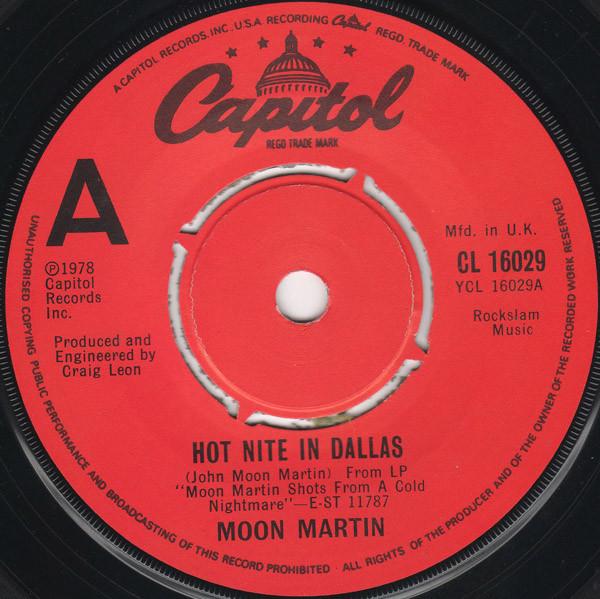 A CAPITOL RECORDS, INC., U.S.A. RECORDING Capitol REGD. TRADE MARK
Capitol
REGD TRADE MARK
A
℗1978
Capitol
Records
Inc.
Produced and
Engineered by
Craig Leon
Mfd. in U.K.
CL 16029
YCL 16029A
Rockslam
Music
HOT NITE IN DALLAS
(John Moon Martin) From LP
"Moon Martin Shots From A Cold
Nightmare"—E-ST 11787
MOON MARTIN
UNAUTHORISED COPYING PUBLIC PERFORMANCE AND BROADCASTING OF THIS RECORD PROHIBITED · ALL RIGHTS OF THE PRODUCER AND OF THE OWNER OF THE RECORDED WORK RESERVED